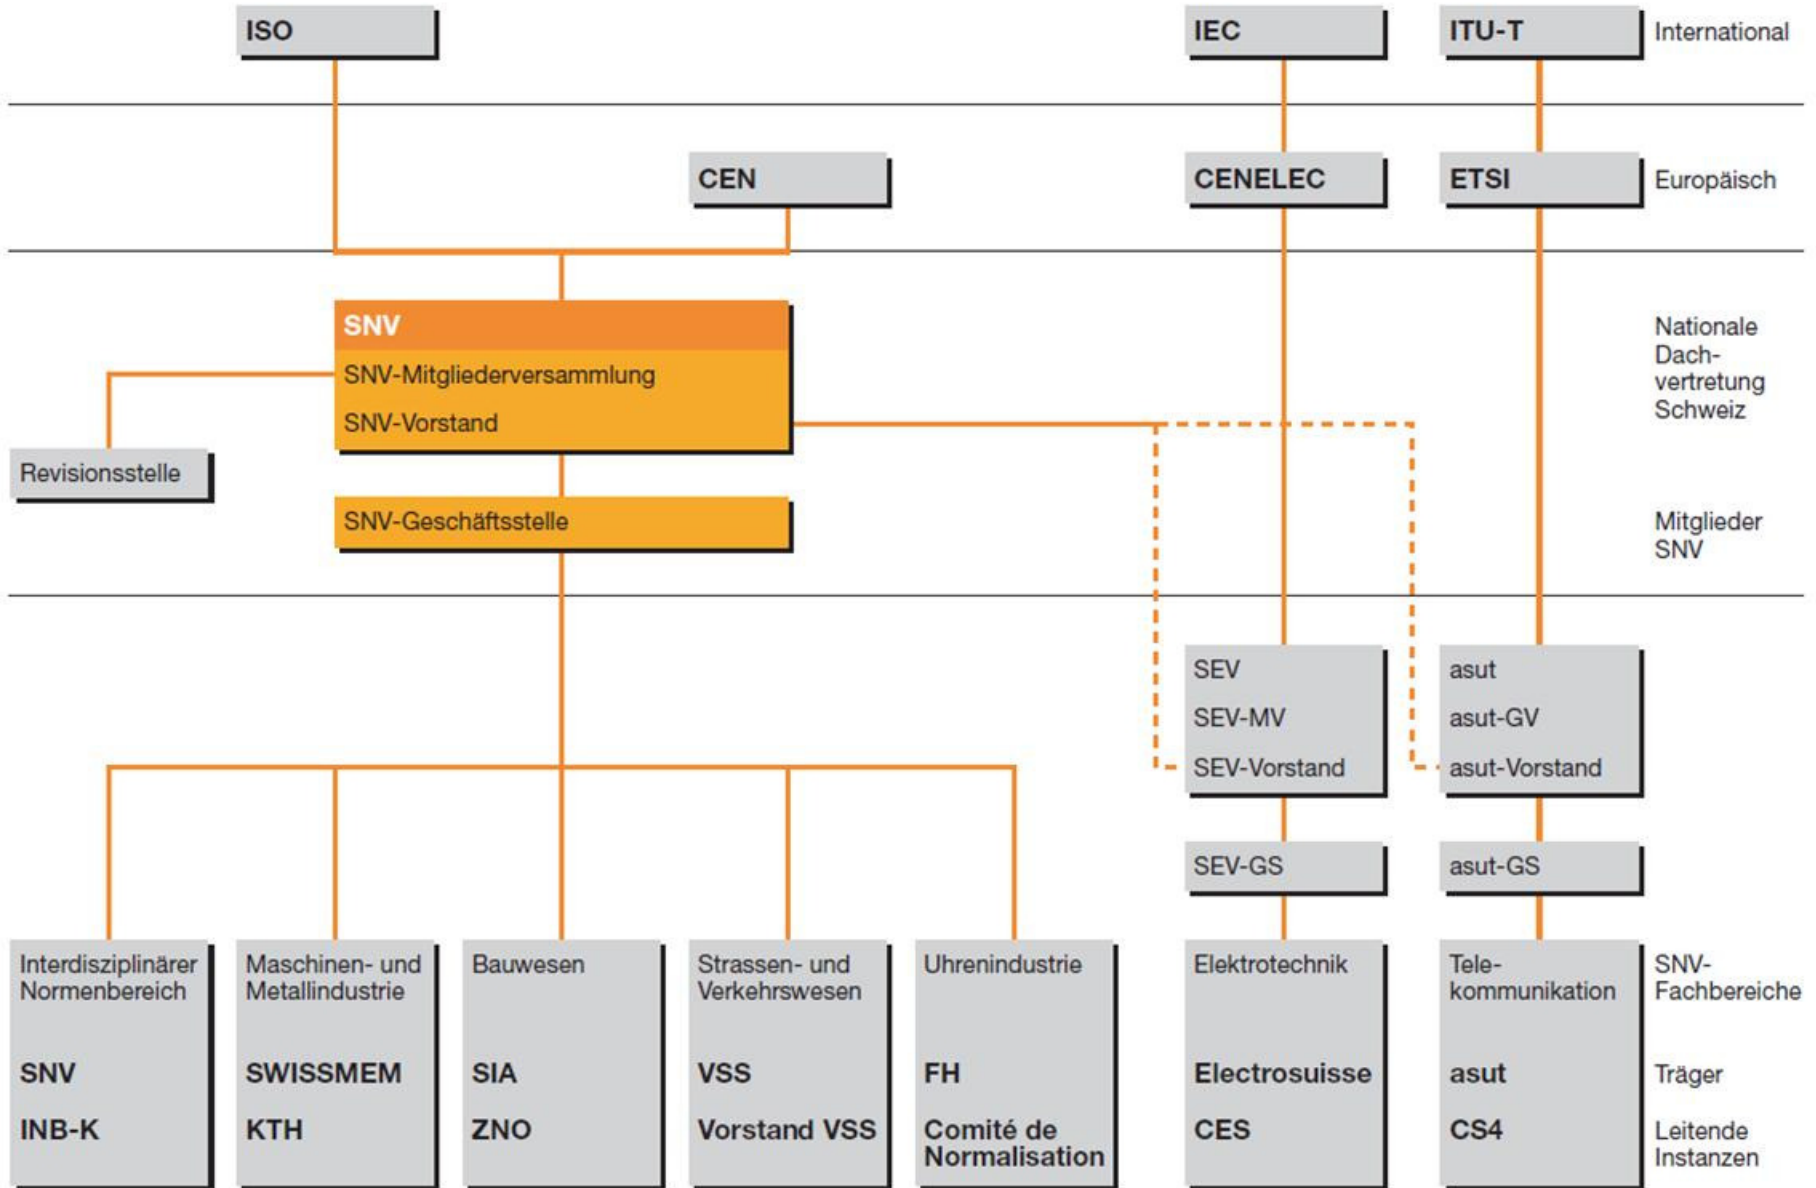 ISO
IEC
ITU-T
International
CEN
CENELEC
ETSI
Europäisch
SNV
SNV-Mitgliederversammlung
SNV-Vorstand
Nationale
Dach-
vertretung
Schweiz
Revisionsstelle
SNV-Geschäftsstelle
Mitglieder
SNV
SEV
SEV-MV
SEV-Vorstand
asut
asut-GV
asut-Vorstand
SEV-GS
asut-GS
Interdisziplinärer
Normenbereich
SNV
INB-K
Maschinen- und
Metallindustrie
SWISSMEM
KTH
Bauwesen
SIA
ZNO
Strassen- und
Verkehrswesen
VSS
Vorstand VSS
Uhrenindustrie
FH
Comité de
Normalisation
Elektrotechnik
Electrosuisse
CES
Tele-
kommunikation
asut
CS4
SNV-
Fachbereiche
Träger
Leitende
Instanzen